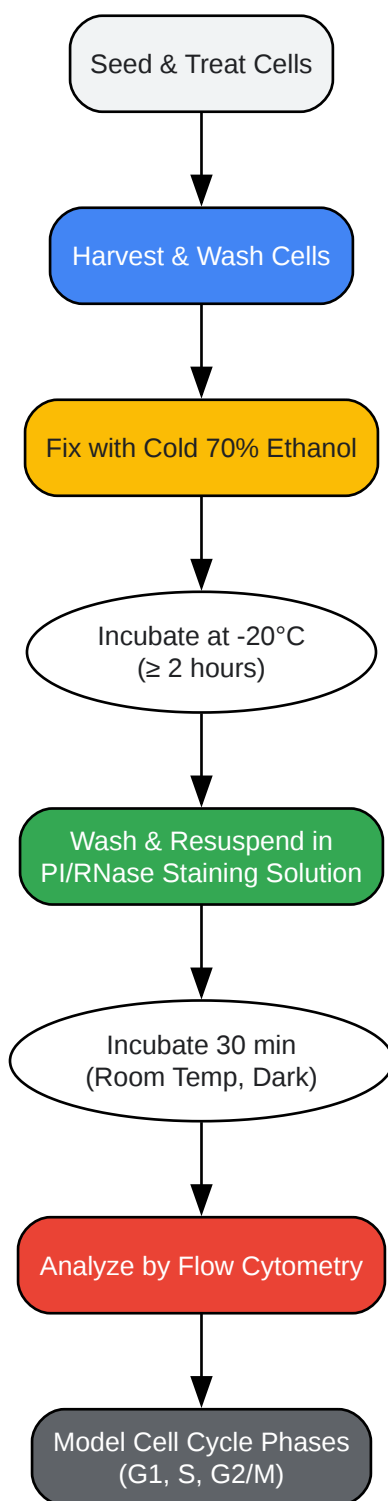 Seed & Treat Cells
Harvest & Wash Cells
Fix with Cold 70% Ethanol
Incubate at -20°C
(≥ 2 hours)
Wash & Resuspend in
PI/RNase Staining Solution
Incubate 30 min
(Room Temp, Dark)
Analyze by Flow Cytometry
Model Cell Cycle Phases
(G1, S, G2/M)